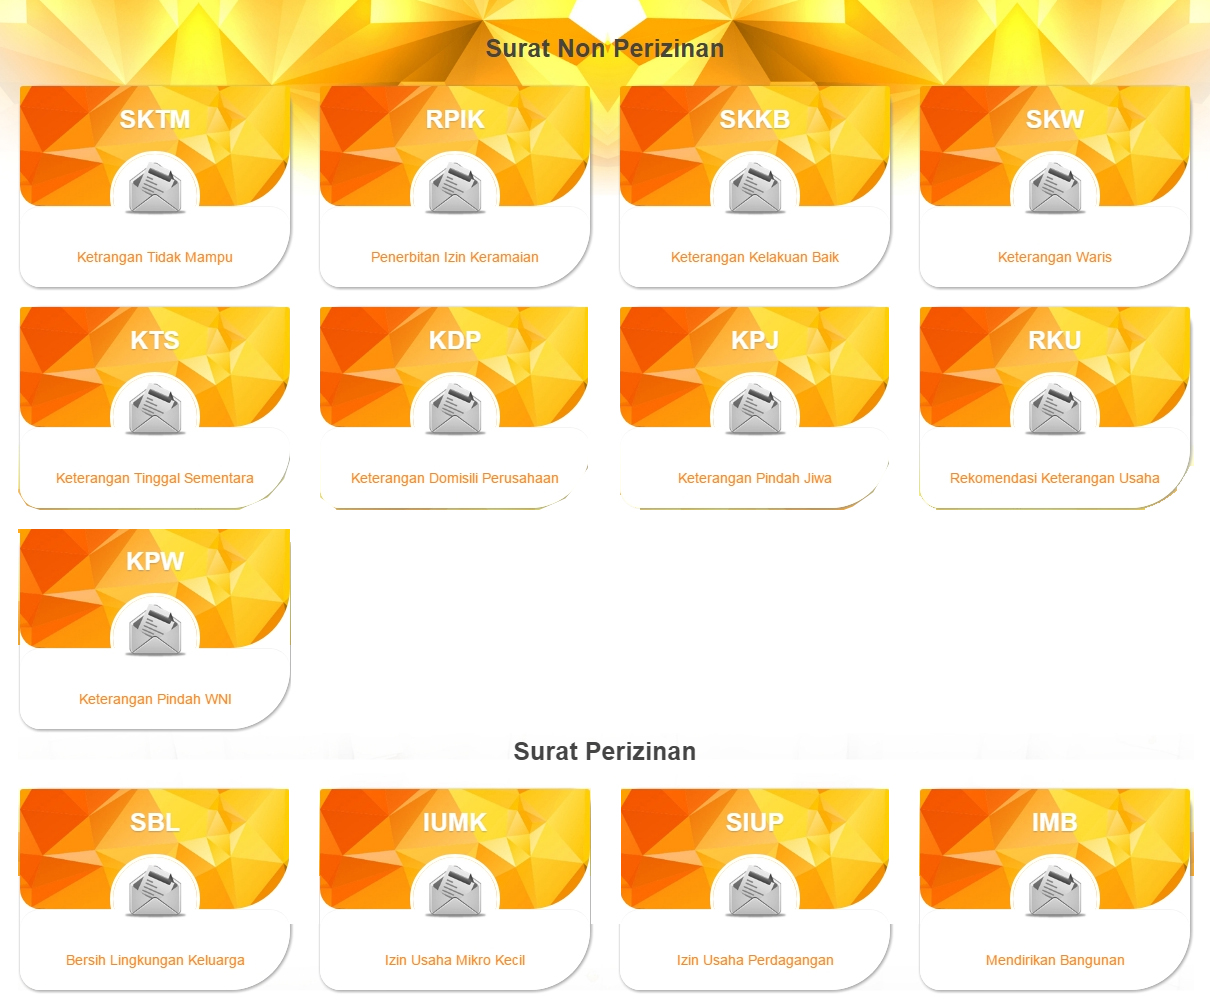 Surat Non Perizinan
SKTM
RPIK
SKKB
SKW
Ketrangan Tidak Mampu
Penerbitan Izin Keramaian
Keterangan Kelakuan Baik
Keterangan Waris
KTS
KDP
KPJ
RKU
Keterangan Tinggal Sementara
Keterangan Domisili Perusahaan
Keterangan Pindah Jiwa
Rekomendasi Keterangan Usaha
KPW
Keterangan Pindah WNI
Surat Perizinan
SBL
IUMK
SIUP
IMB
Bersih Lingkungan Keluarga
Izin Usaha Mikro Kecil
Izin Usaha Perdagangan
Mendirikan Bangunan